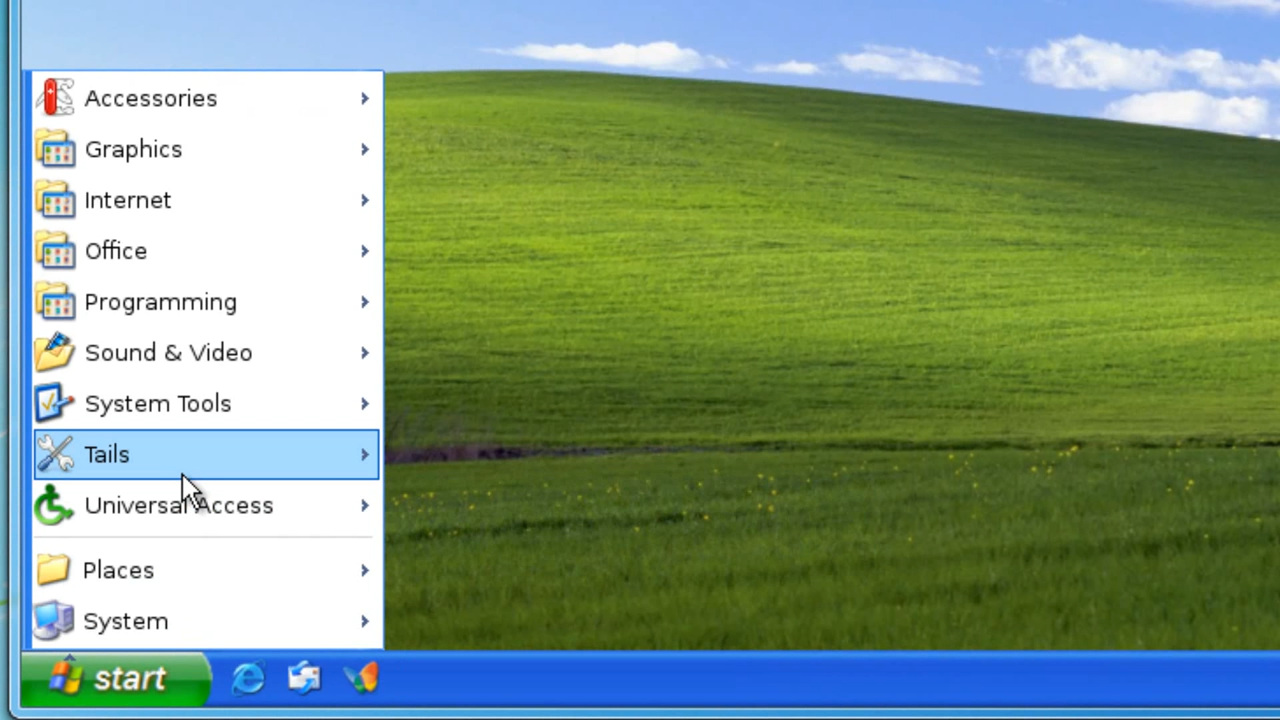 Accessories
Graphics
Internet
Office
Programming
Sound & Video
System Tools
Tails
Universal Access
Places
System
start